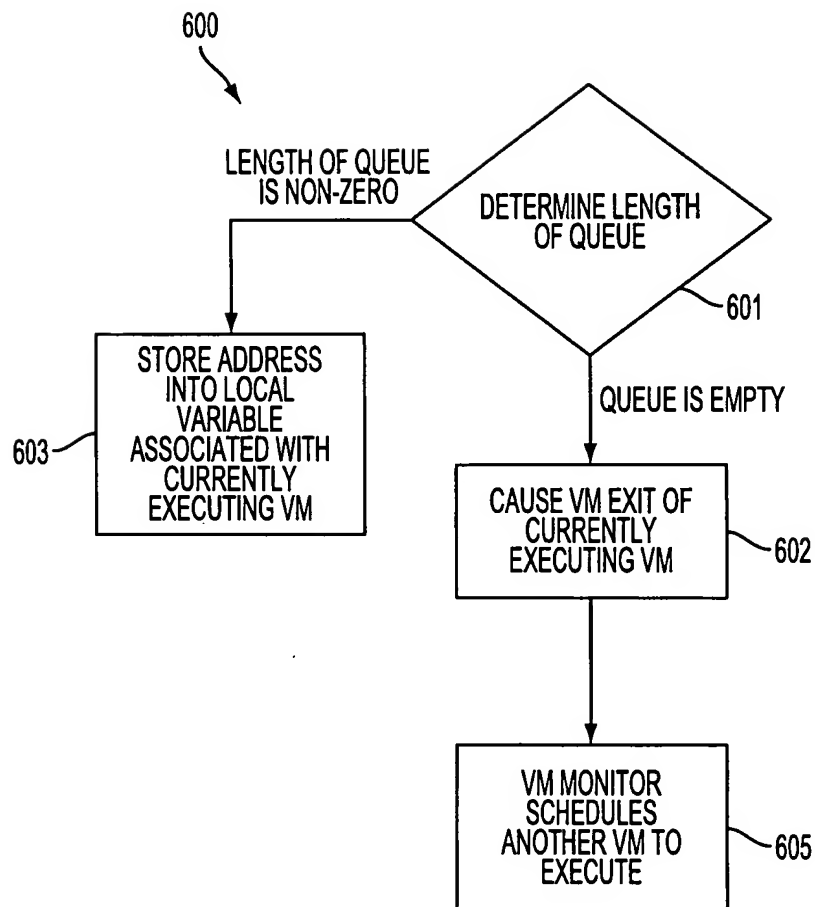 600
LENGTH OF QUEUE
IS NON-ZERO
DETERMINE LENGTH
OF QUEUE
601
STORE ADDRESS
INTO LOCAL
VARIABLE
ASSOCIATED WITH
CURRENTLY
EXECUTING VM
603
QUEUE IS EMPTY
CAUSE VM EXIT OF
CURRENTLY
EXECUTING VM
602
VM MONITOR
SCHEDULES
ANOTHER VM TO
EXECUTE
605